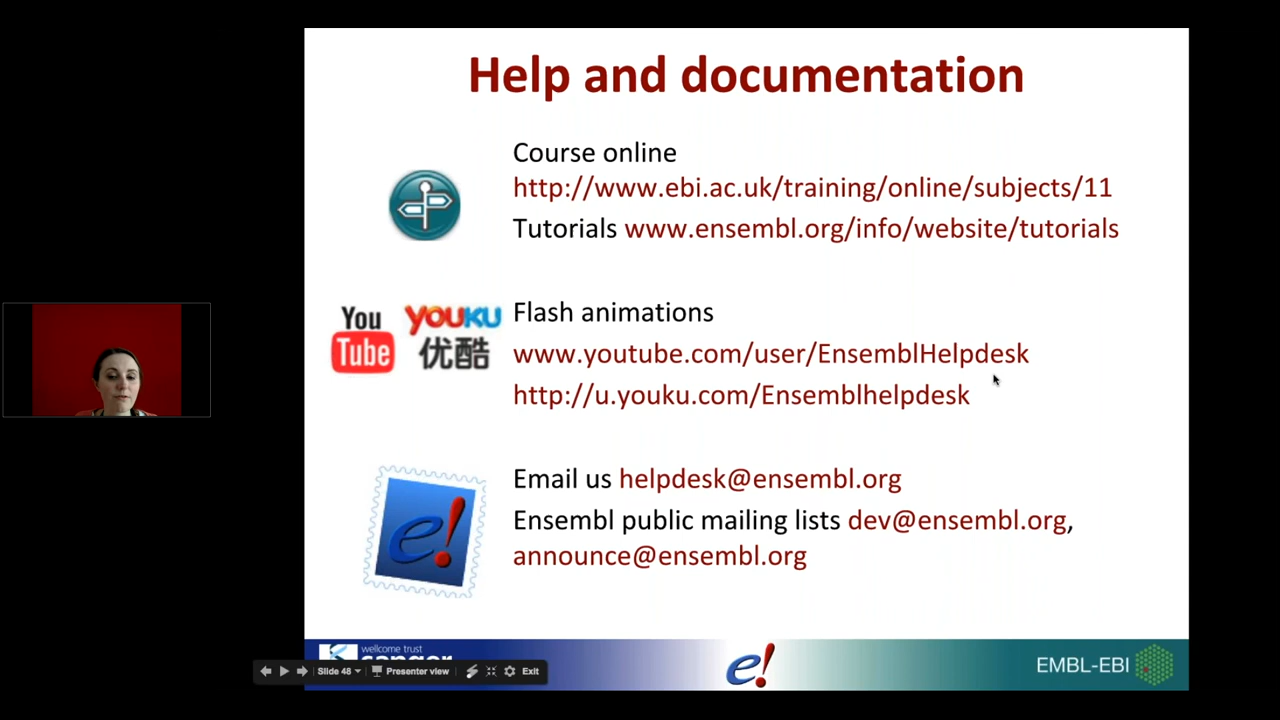 Help and documentation
Course online
http://www.ebi.ac.uk/training/online/subjects/11
Tutorials www.ensembl.org/info/website/tutorials
You
Tube
YOUKU
优酷
Flash animations
www.youtube.com/user/EnsemblHelpdesk
http://u.youku.com/Ensemblhelpdesk
e!
Email us helpdesk@ensembl.org
Ensembl public mailing lists dev@ensembl.org,
announce@ensembl.org
wellcome trust
e!
EMBL-EBI
Slide 48
Presenter view
Exit